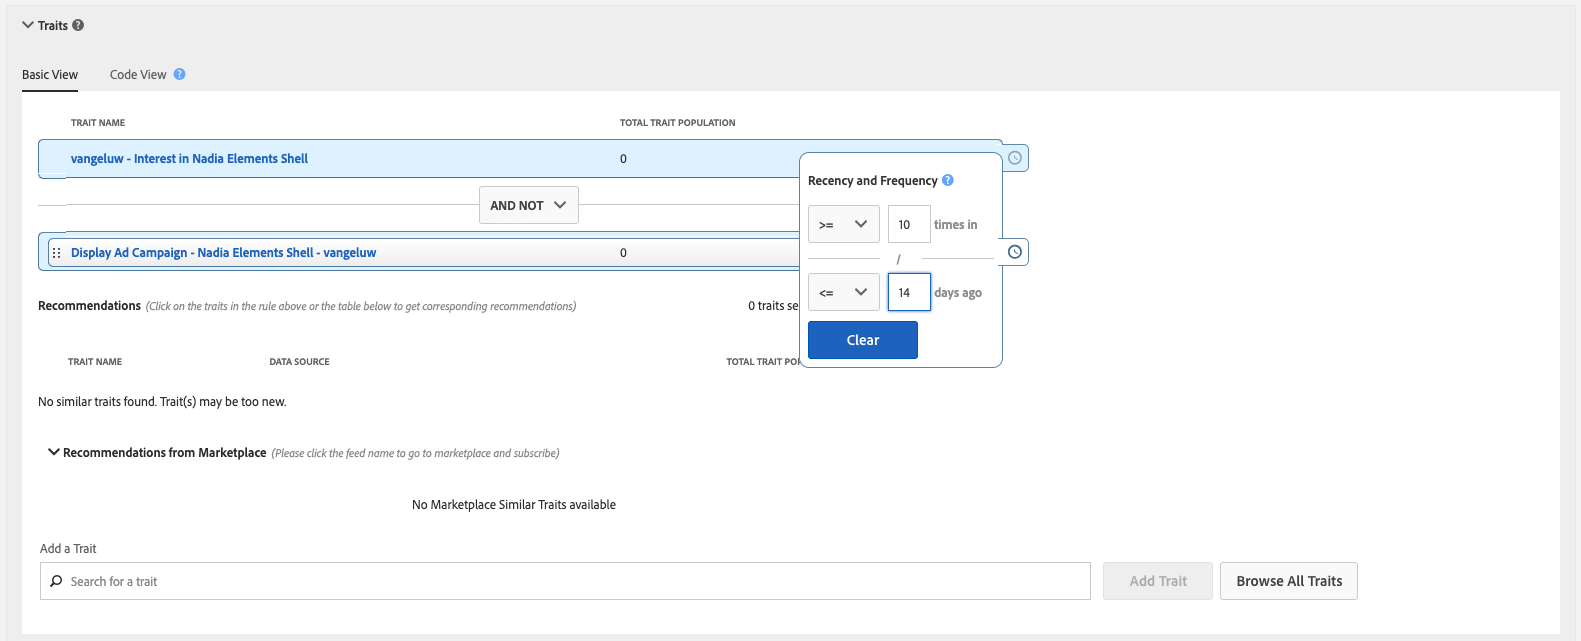 Traits ?
Basic View Code View ?
TRAIT NAME TOTAL TRAIT POPULATION
vangeluw - Interest in Nadia Elements Shell 0
Recency and Frequency ?
AND NOT
>= 10 times in
Display Ad Campaign - Nadia Elements Shell - vangeluw 0
/
<= 14 days ago
Recommendations (Click on the traits in the rule above or the table below to get corresponding recommendations) 0 traits se
Clear
TRAIT NAME DATA SOURCE TOTAL TRAIT POP
No similar traits found. Trait(s) may be too new.
Recommendations from Marketplace (Please click the feed name to go to marketplace and subscribe)
No Marketplace Similar Traits available
Add a Trait
Search for a trait Add Trait Browse All Traits